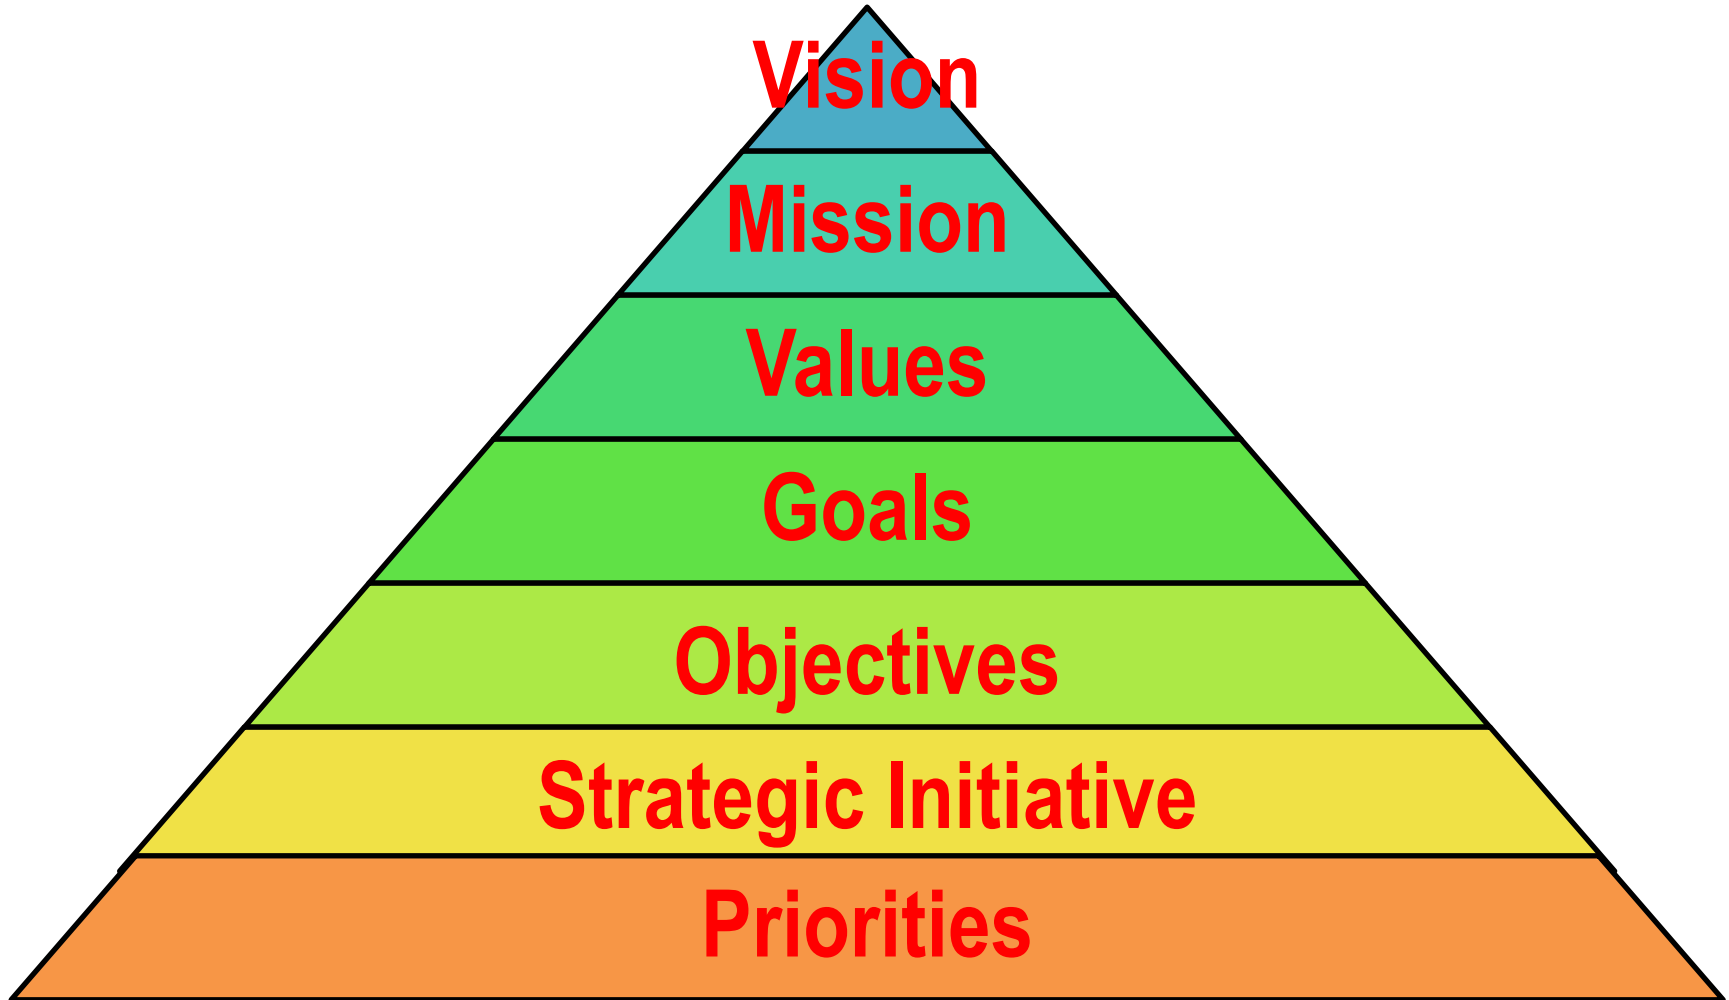 Vision
Mission
Values
Goals
Objectives
Strategic Initiative
Priorities